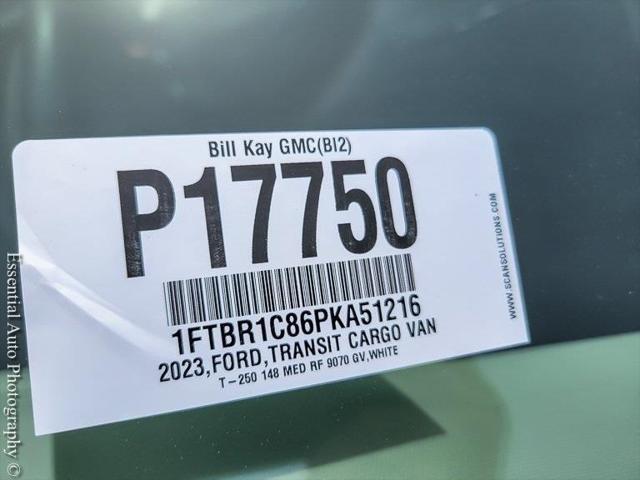 Bill Kay GMC(BI2)
P17750
1FTBR1C86PKA51216
2023,FORD,TRANSIT CARGO VAN
T-250 148 MED RF 9070 GV,WHITE
WWW.SCANSOLUTIONS.COM
Essential Auto Photography ©